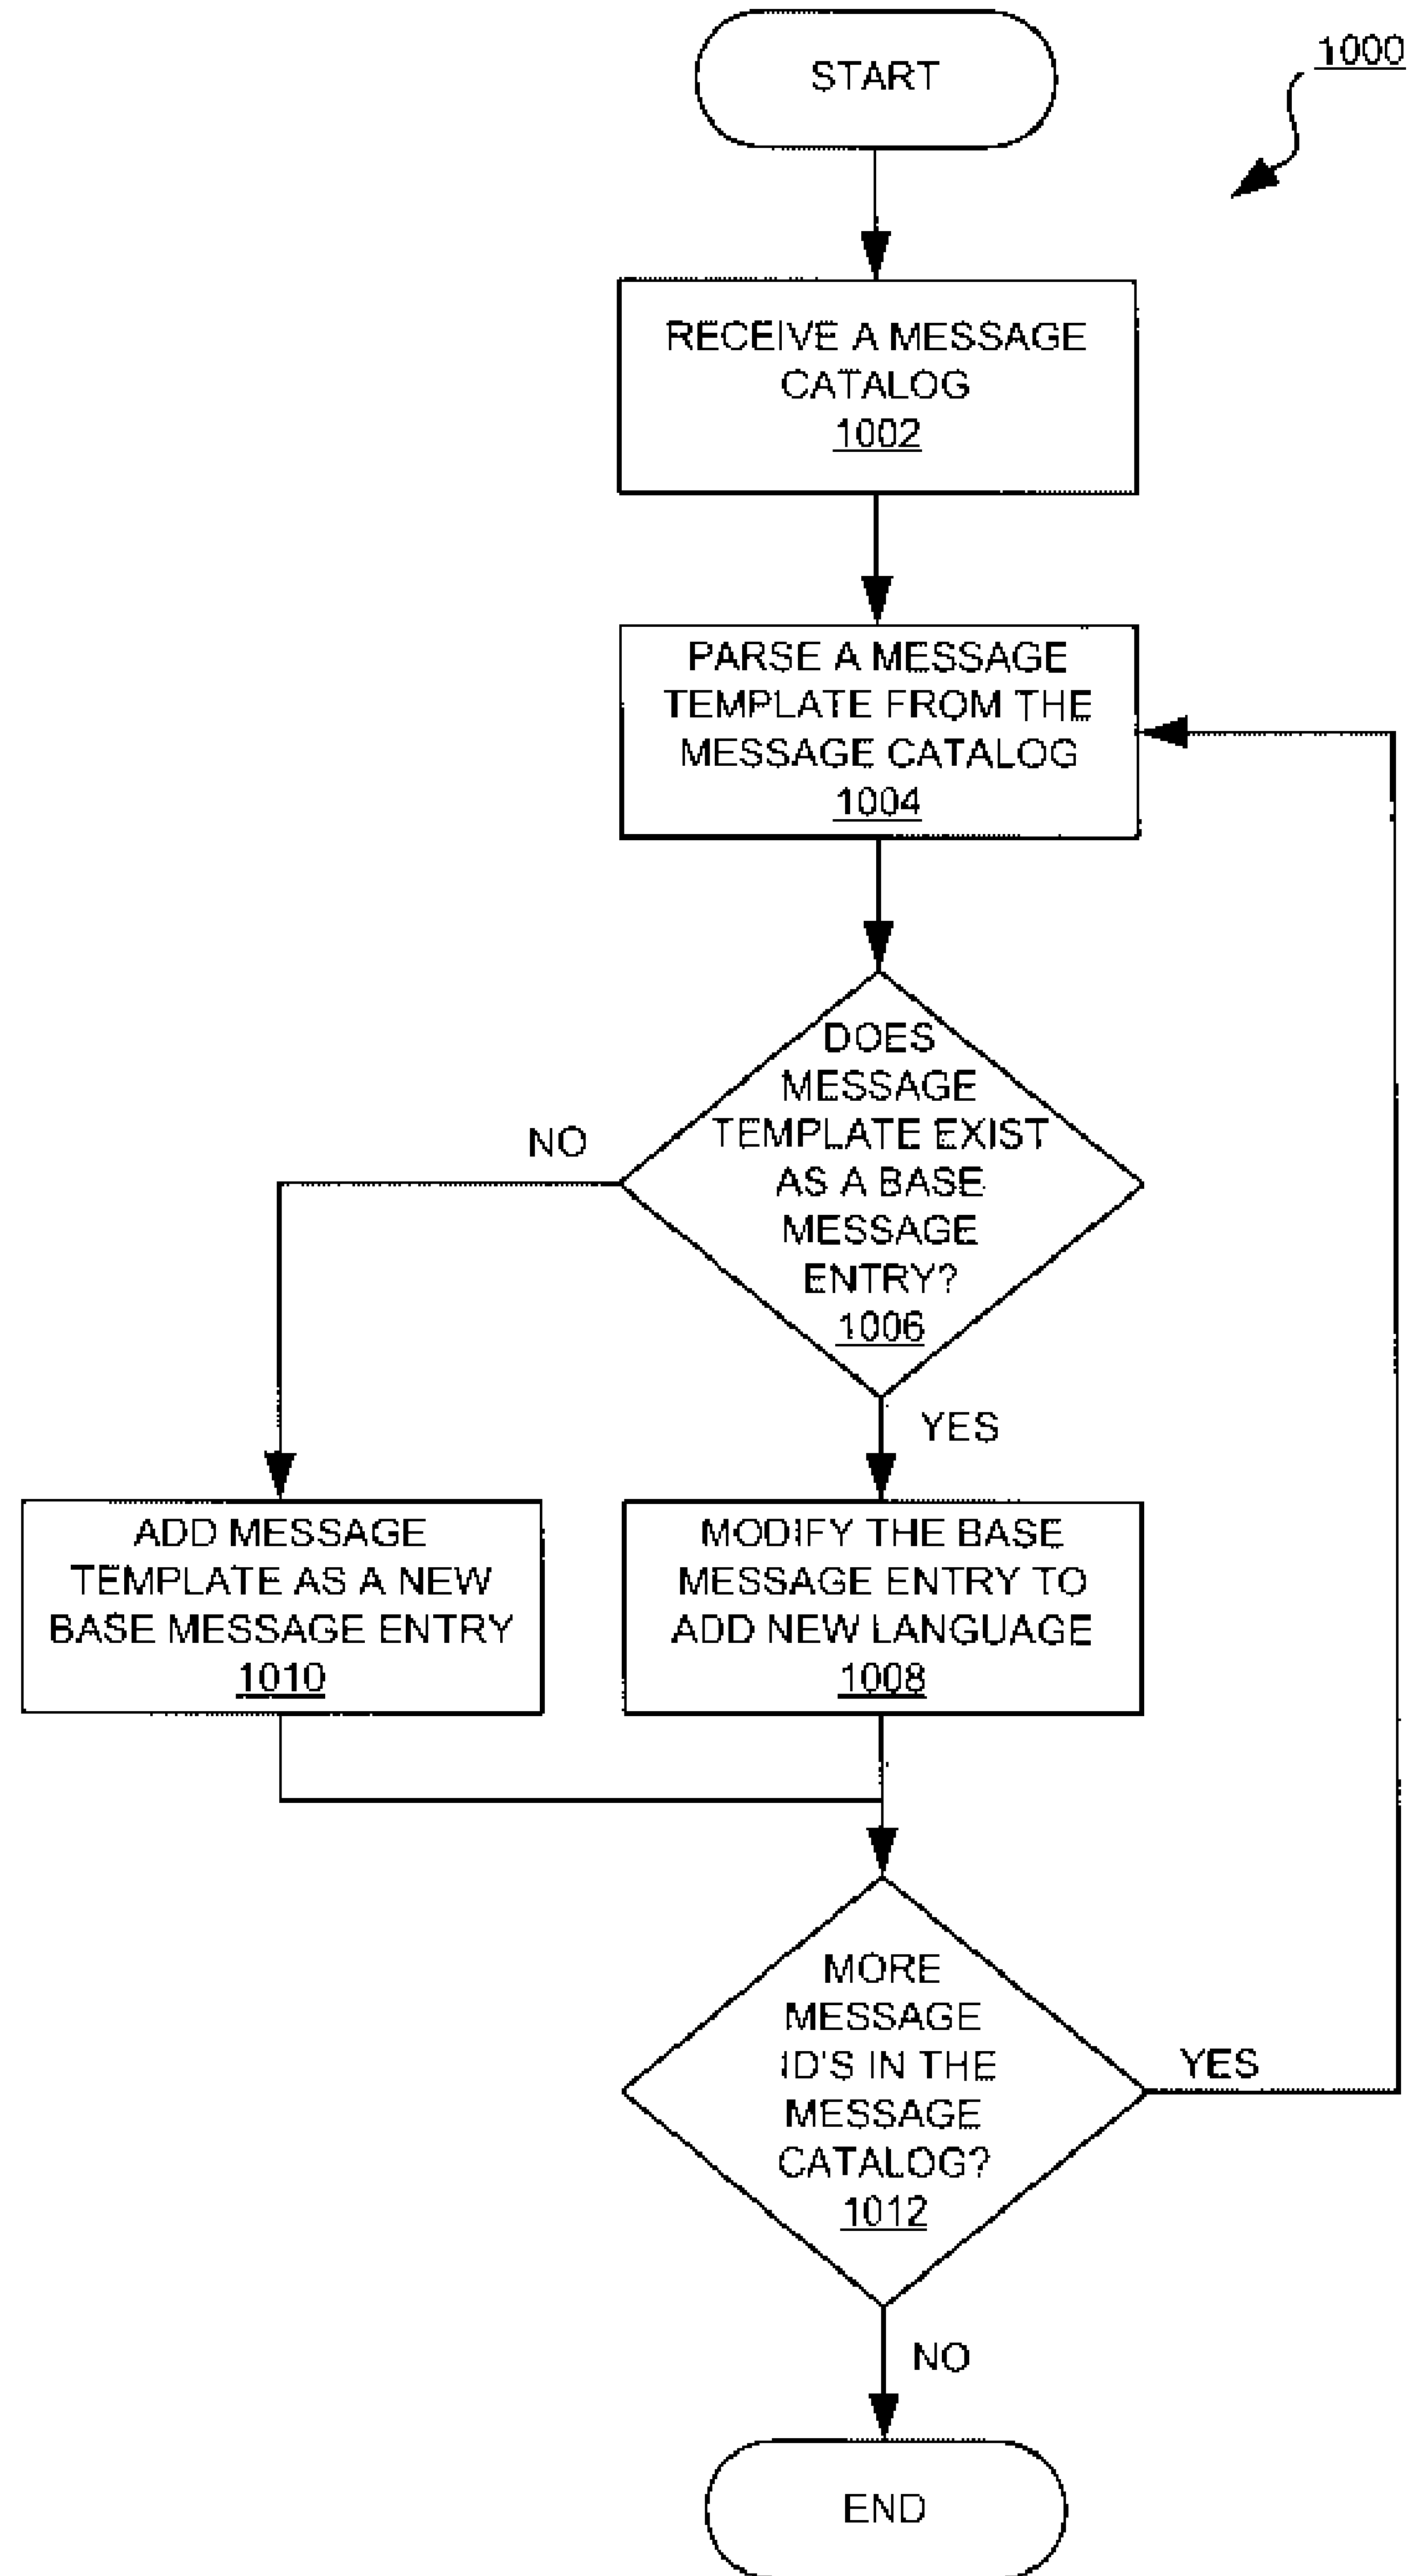 START
1000
RECEIVE A MESSAGE
CATALOG
1002
PARSE A MESSAGE
TEMPLATE FROM THE
MESSAGE CATALOG
1004
DOES
MESSAGE
TEMPLATE EXIST
AS A BASE
MESSAGE
ENTRY?
1006
NO
YES
ADD MESSAGE
TEMPLATE AS A NEW
BASE MESSAGE ENTRY
1010
MODIFY THE BASE
MESSAGE ENTRY TO
ADD NEW LANGUAGE
1008
MORE
MESSAGE
ID'S IN THE
MESSAGE
CATALOG?
1012
YES
NO
END